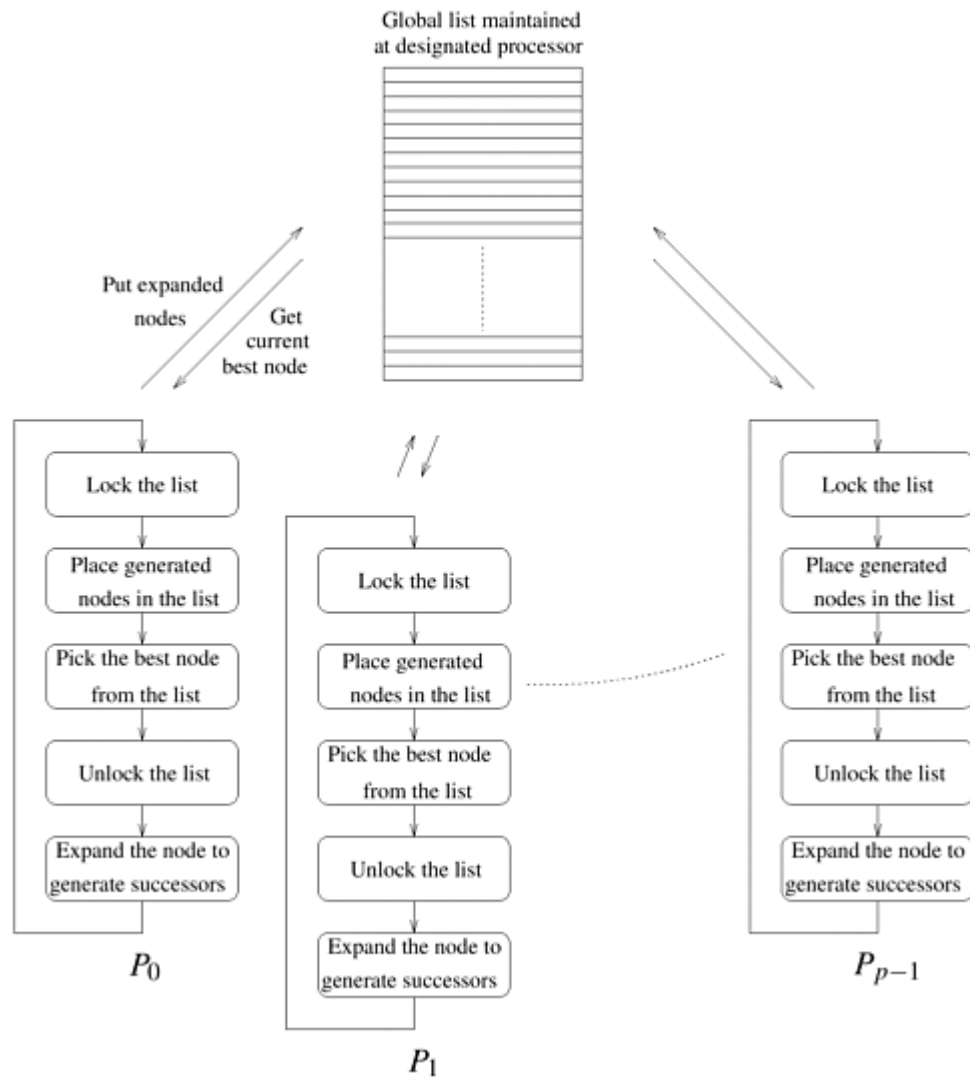 Global list maintained
at designated processor
Put expanded
nodes
Get
current
best node
Lock the list
Place generated
nodes in the list
Pick the best node
from the list
Unlock the list
Expand the node to
generate successors
P0
Lock the list
Place generated
nodes in the list
Pick the best node
from the list
Unlock the list
Expand the node to
generate successors
P1
Lock the list
Place generated
nodes in the list
Pick the best node
from the list
Unlock the list
Expand the node to
generate successors
Pp−1